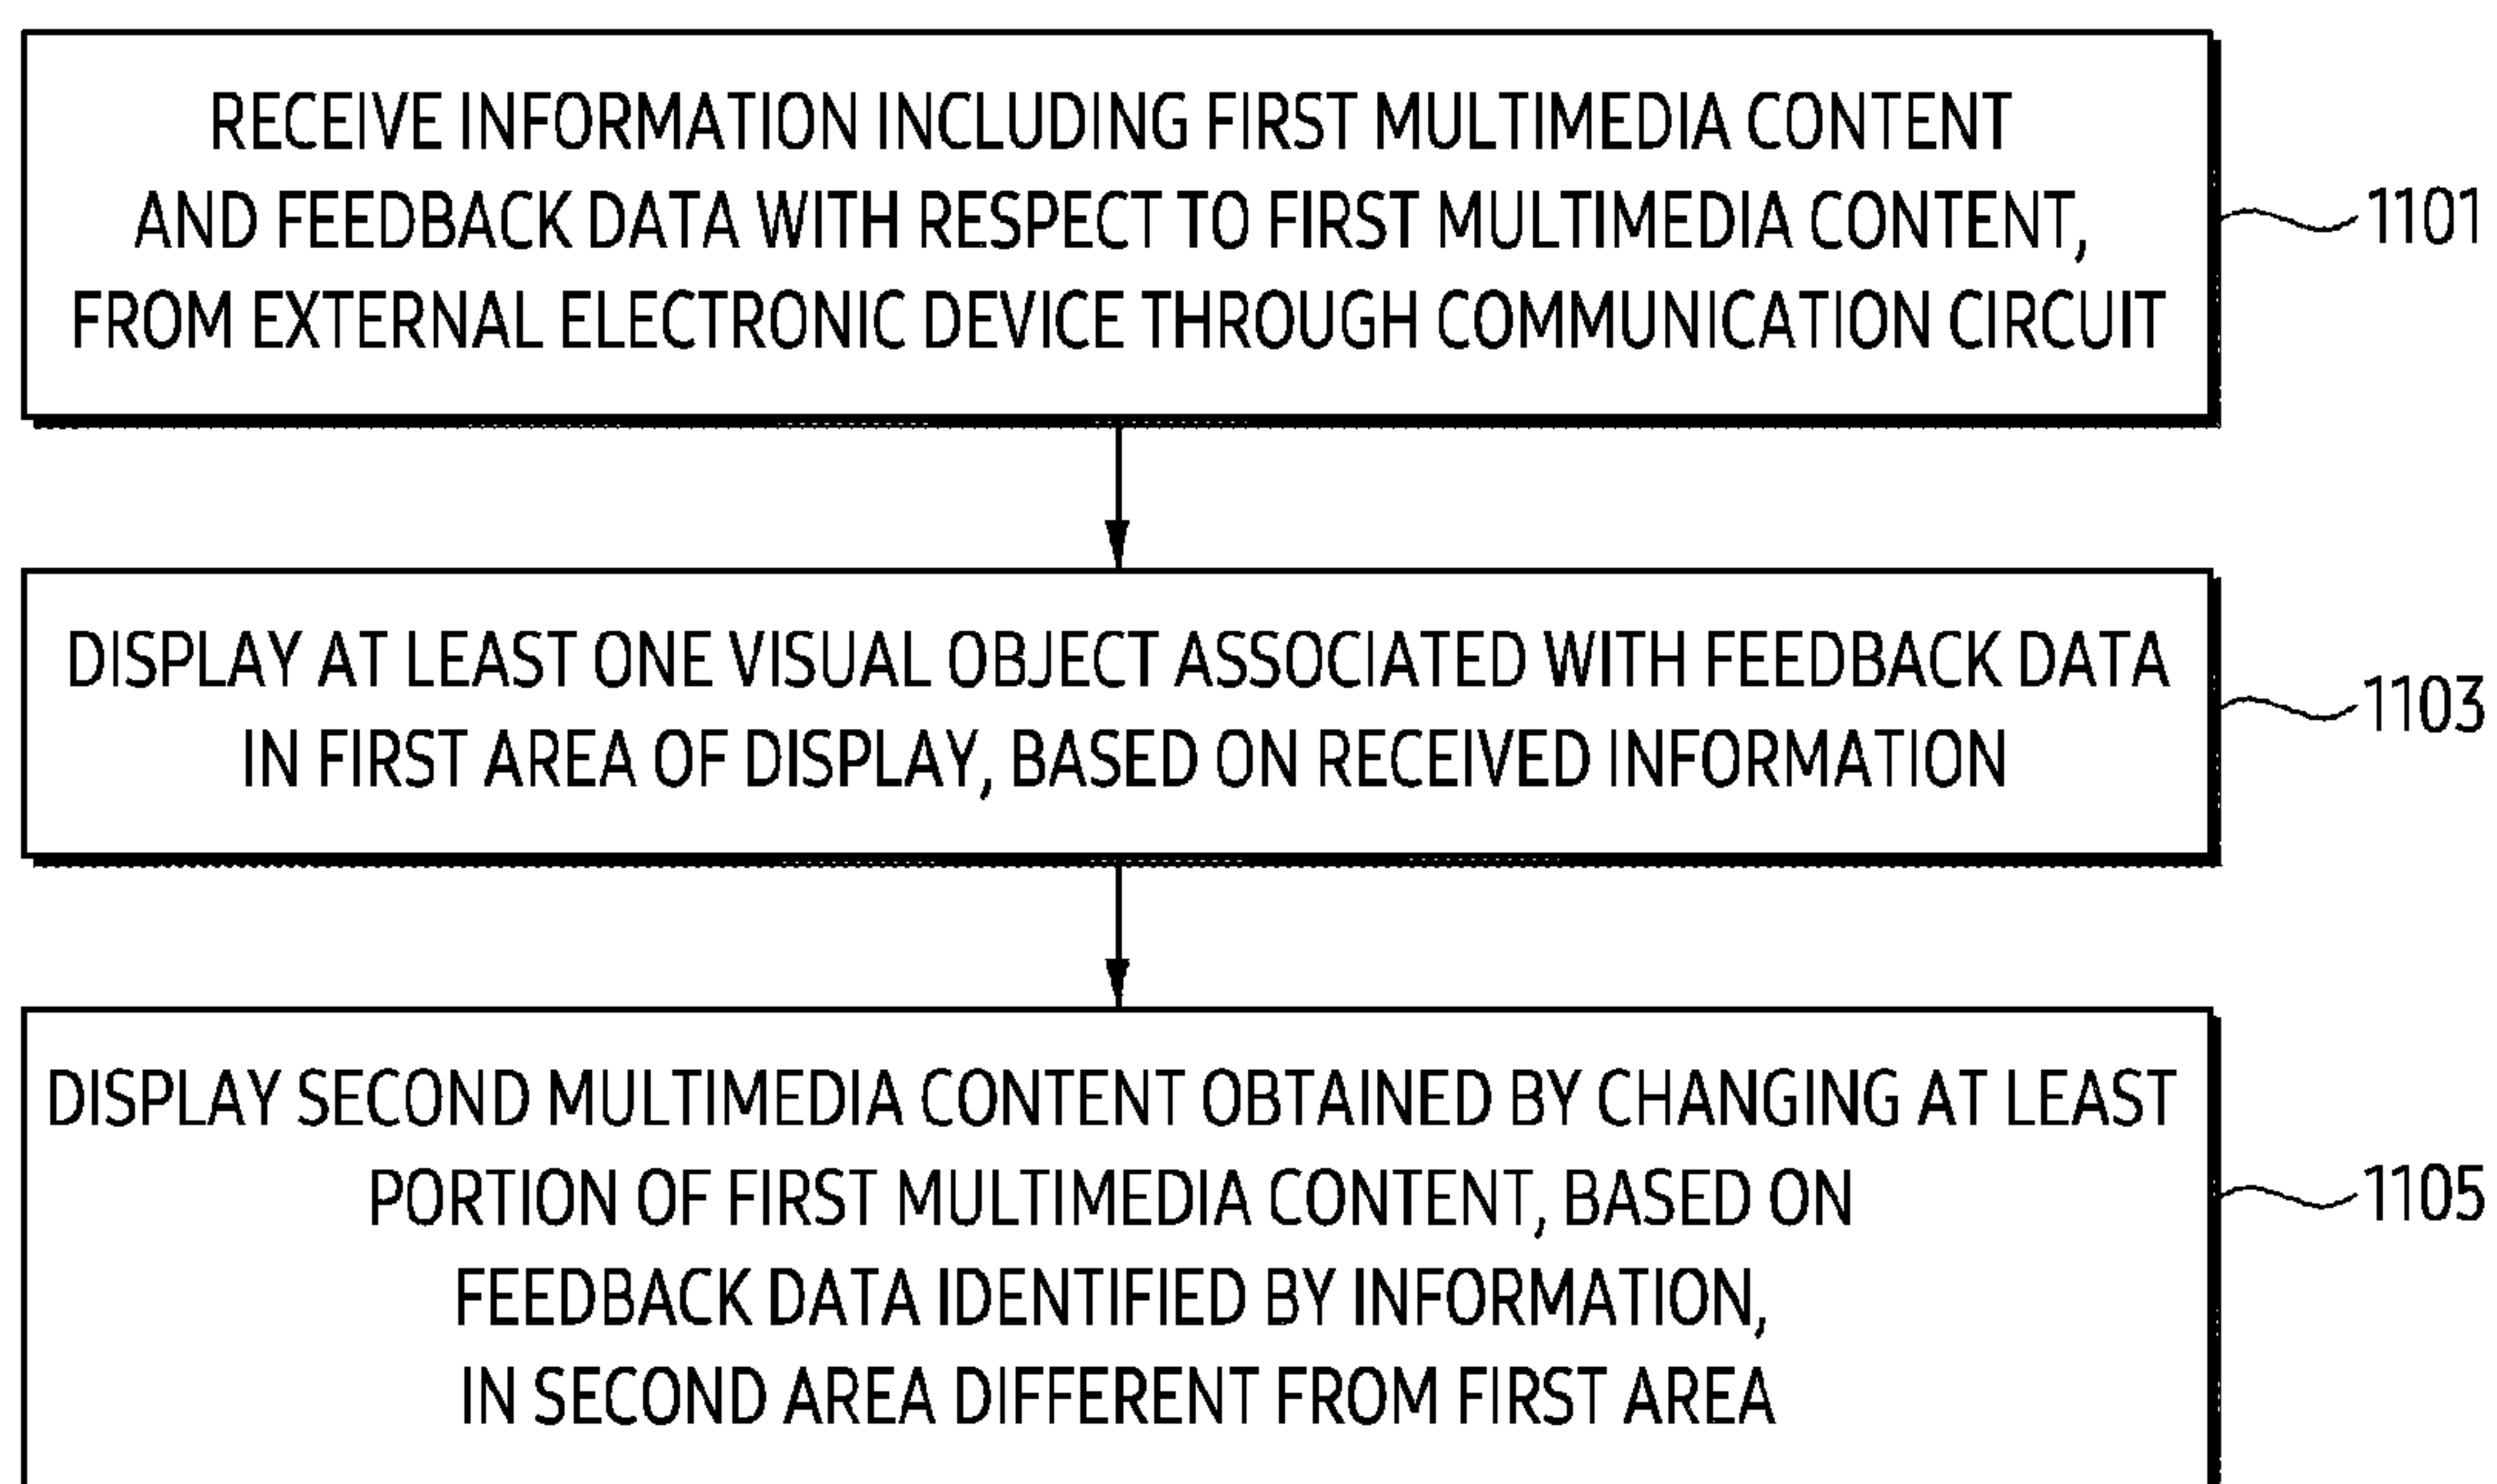 RECEIVE INFORMATION INCLUDING FIRST MULTIMEDIA CONTENT
AND FEEDBACK DATA WITH RESPECT TO FIRST MULTIMEDIA CONTENT,
FROM EXTERNAL ELECTRONIC DEVICE THROUGH COMMUNICATION CIRCUIT
1101
DISPLAY AT LEAST ONE VISUAL OBJECT ASSOCIATED WITH FEEDBACK DATA
IN FIRST AREA OF DISPLAY, BASED ON RECEIVED INFORMATION
1103
DISPLAY SECOND MULTIMEDIA CONTENT OBTAINED BY CHANGING AT LEAST
PORTION OF FIRST MULTIMEDIA CONTENT, BASED ON
FEEDBACK DATA IDENTIFIED BY INFORMATION,
IN SECOND AREA DIFFERENT FROM FIRST AREA
1105